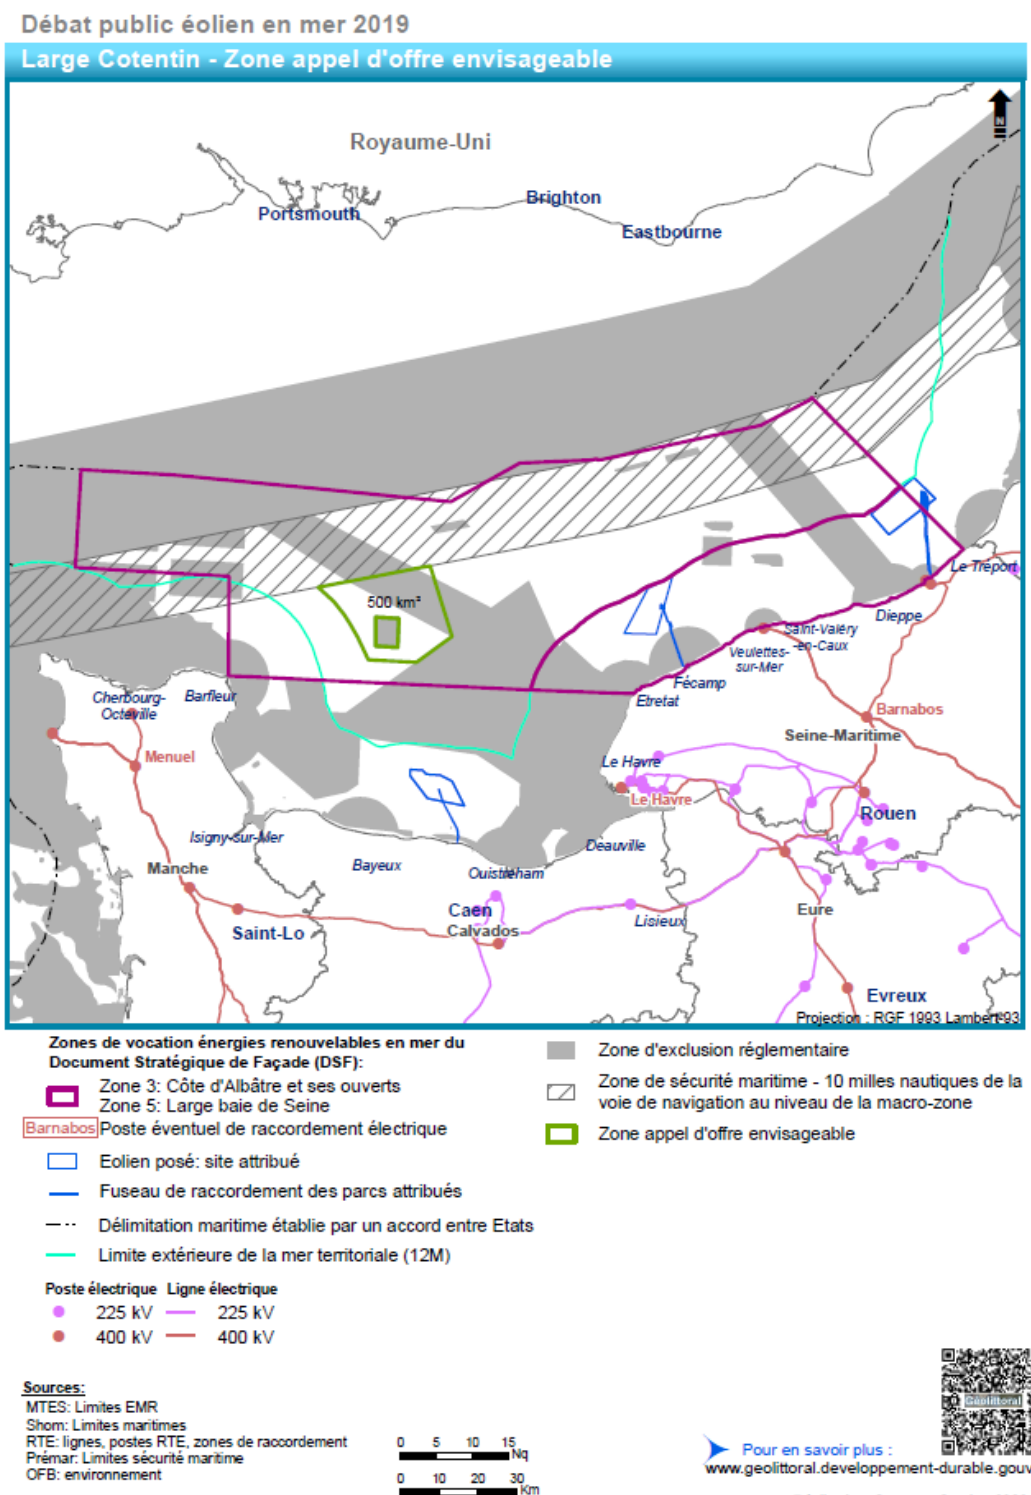 Débat public éolien en mer 2019
Large Cotentin - Zone appel d'offre envisageable
N
Royaume-Uni
Portsmouth
Brighton
Eastbourne
500 km²
Le Tréport
Dieppe
Saint-Valéry
-en-Caux
Veulettes-
sur-Mer
Fécamp
Etretat
Cherbourg-
Octeville
Barfleur
Barnabos
Seine-Maritime
Menuel
Le Havre
Le Havre
Rouen
Isigny-sur-Mer
Deauville
Manche
Bayeux
Ouistreham
Caen
Calvados
Lisieux
Eure
Saint-Lo
Evreux
Projection : RGF 1993 Lambert-93
Zones de vocation énergies renouvelables en mer du
Document Stratégique de Façade (DSF):
Zone 3: Côte d'Albâtre et ses ouverts
Zone 5: Large baie de Seine
Barnabos Poste éventuel de raccordement électrique
Eolien posé: site attribué
Fuseau de raccordement des parcs attribués
Délimitation maritime établie par un accord entre Etats
Limite extérieure de la mer territoriale (12M)
Poste électrique Ligne électrique
225 kV 225 kV
400 kV 400 kV
Zone d'exclusion réglementaire
Zone de sécurité maritime - 10 milles nautiques de la
voie de navigation au niveau de la macro-zone
Zone appel d'offre envisageable
Sources:
MTES: Limites EMR
Shom: Limites maritimes
RTE: lignes, postes RTE, zones de raccordement
Prémar: Limites sécurité maritime
OFB: environnement
0 5 10 15
Nq
0 10 20 30
Km
Géolittoral
Pour en savoir plus :
www.geolittoral.developpement-durable.gouv